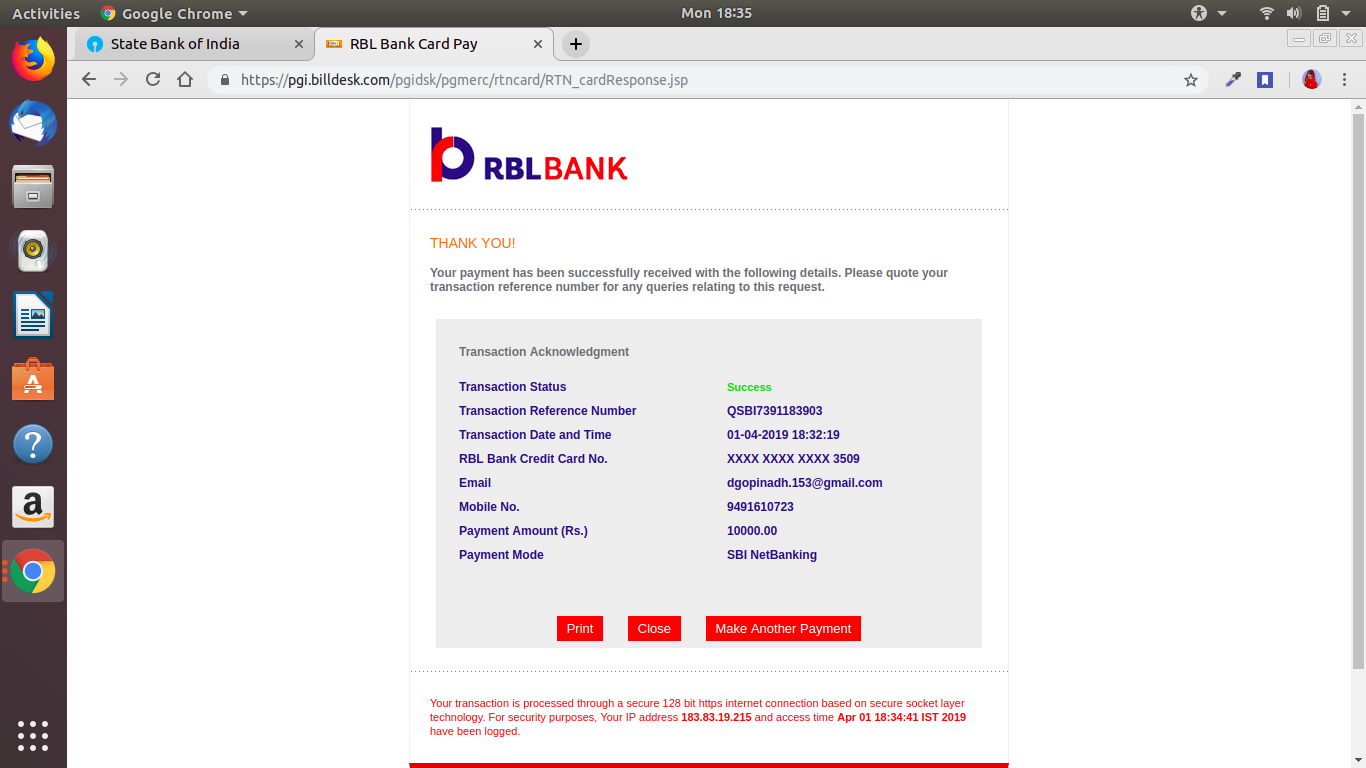 Activities Google Chrome Mon 18:35
State Bank of India RBL Bank Card Pay
https://pgi.billdesk.com/pgidsk/pgmerc/rtncard/RTN_cardResponse.jsp
RBLBANK
THANK YOU!
Your payment has been successfully received with the following details. Please quote your
transaction reference number for any queries relating to this request.
Transaction Acknowledgment
Transaction Status Success
Transaction Reference Number QSBI7391183903
Transaction Date and Time 01-04-2019 18:32:19
RBL Bank Credit Card No. XXXX XXXX XXXX 3509
Email dgopinadh.153@gmail.com
Mobile No. 9491610723
Payment Amount (Rs.) 10000.00
Payment Mode SBI NetBanking
Print Close Make Another Payment
Your transaction is processed through a secure 128 bit https internet connection based on secure socket layer
technology. For security purposes, Your IP address 183.83.19.215 and access time Apr 01 18:34:41 IST 2019
have been logged.